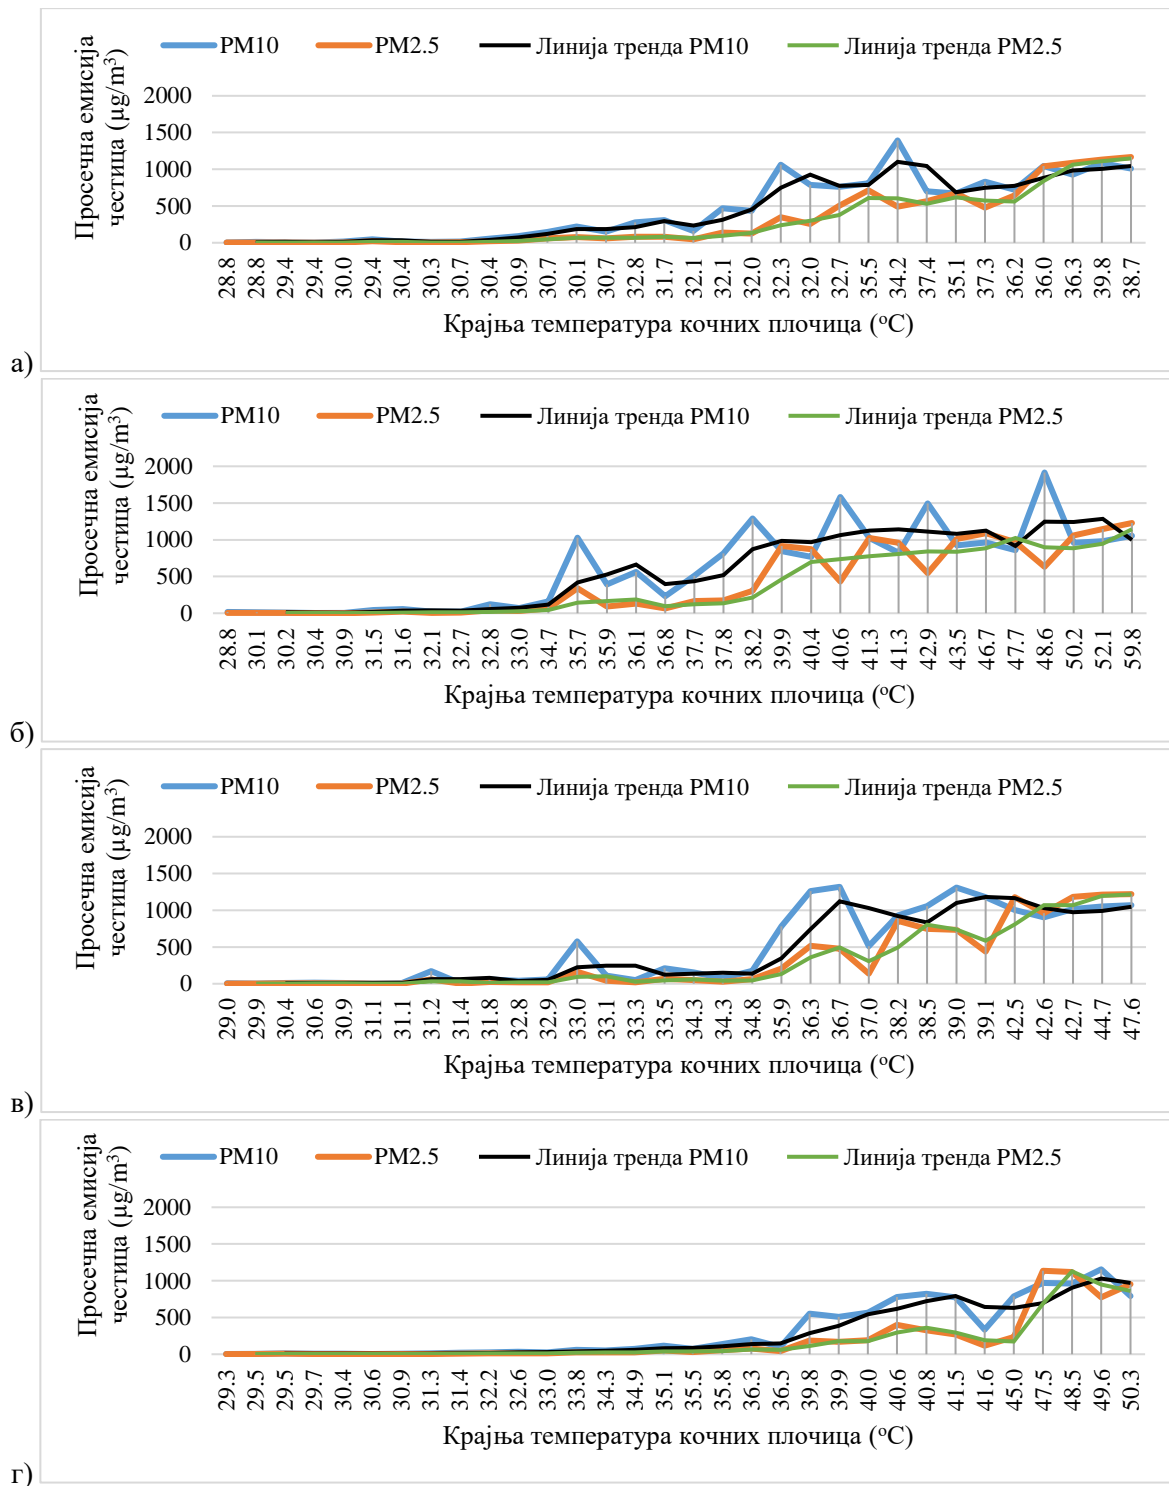 PM10 PM2.5 Линија тренда PM10 Линија тренда PM2.5
Просечна емисија
честица (µg/m³)
2000
1500
1000
500
0
28.8 28.8 29.4 29.4 30.0 29.4 30.4 30.3 30.7 30.4 30.9 30.7 30.1 30.7 32.8 31.7 32.1 32.1 32.0 32.3 32.0 32.7 35.5 34.2 37.4 35.1 37.3 36.2 36.0 36.3 39.8 38.7
Крајња температура кочних плочица (°C)
а)
PM10 PM2.5 Линија тренда PM10 Линија тренда PM2.5
Просечна емисија
честица (µg/m³)
2000
1500
1000
500
0
28.8 30.1 30.2 30.4 30.9 31.5 31.6 32.1 32.7 32.8 33.0 34.7 35.7 35.9 36.1 36.8 37.7 37.8 38.2 39.9 40.4 40.6 41.3 41.3 42.9 43.5 46.7 47.7 48.6 50.2 52.1 59.8
Крајња температура кочних плочица (°C)
б)
PM10 PM2.5 Линија тренда PM10 Линија тренда PM2.5
Просечна емисија
честица (µg/m³)
2000
1500
1000
500
0
29.0 29.9 30.4 30.6 30.9 31.1 31.1 31.2 31.4 31.8 32.8 32.9 33.0 33.1 33.3 33.5 34.3 34.3 34.8 35.9 36.3 36.7 37.0 38.2 38.5 39.0 39.1 42.5 42.6 42.7 44.7 47.6
Крајња температура кочних плочица (°C)
в)
PM10 PM2.5 Линија тренда PM10 Линија тренда PM2.5
Просечна емисија
честица (µg/m³)
2000
1500
1000
500
0
29.3 29.5 29.5 29.7 30.4 30.6 30.9 31.3 31.4 32.2 32.6 33.0 33.8 34.3 34.9 35.1 35.5 35.8 36.3 36.5 39.8 39.9 40.0 40.6 40.8 41.5 41.6 45.0 47.5 48.5 49.6 50.3
Крајња температура кочних плочица (°C)
г)